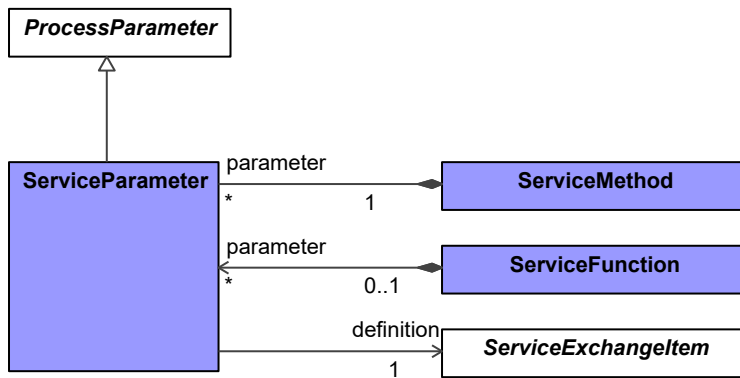 ProcessParameter
ServiceParameter
parameter
* 1
ServiceMethod
parameter
* 0..1
ServiceFunction
definition
1
ServiceExchangeItem